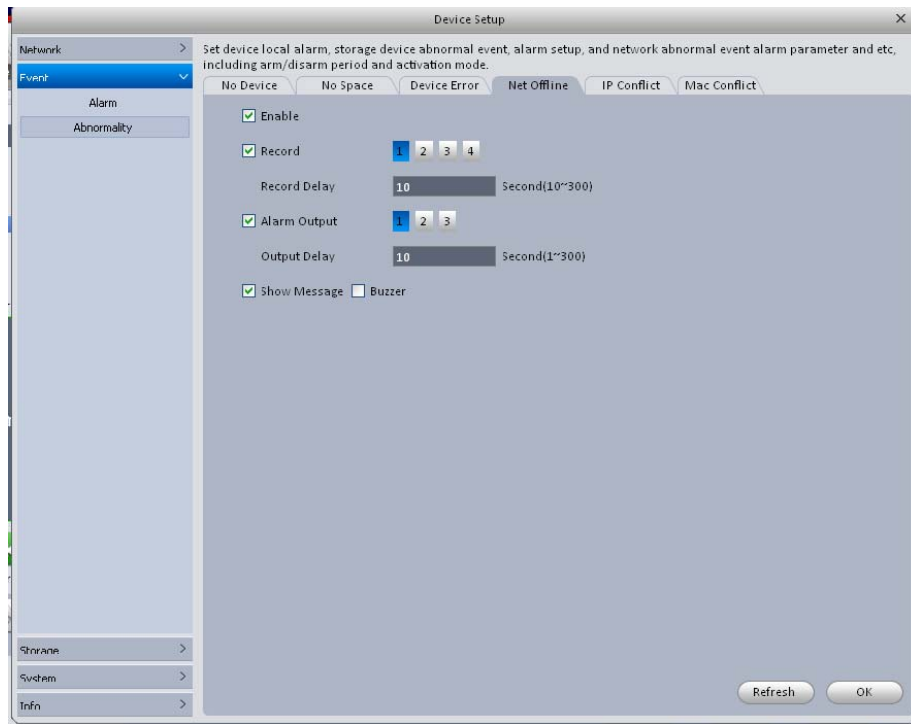 Device Setup
Network
Event
Alarm
Abnormality
Storage
System
Info
Set device local alarm, storage device abnormal event, alarm setup, and network abnormal event alarm parameter and etc,
including arm/disarm period and activation mode.
No Device No Space Device Error Net Offline IP Conflict Mac Conflict
Enable
Record 1 2 3 4
Record Delay 10 Second(10~300)
Alarm Output 1 2 3
Output Delay 10 Second(1~300)
Show Message Buzzer
Refresh OK